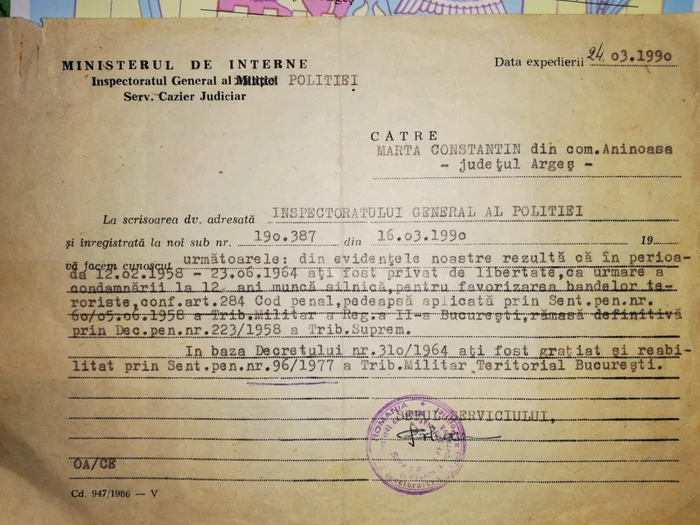 MINISTERUL DE INTERNE
Inspectoratul General al Miliției POLITIEI
Serv. Cazier Judiciar
Data expedierii 24. 03.1990
CĂTRE
MARTA CONSTANTIN din com.Aninoasa
- județul Argeș -
La scrisoarea dv. adresată INSPECTORATULUI GENERAL AL POLITIEI
și înregistrată la noi sub nr. 190.387 din 16.03.1990 19
vă facem cunoscut următoarele: din evidențele noastre rezultă că în perioa-
da 12.02.1958 - 23.06.1964 ați fost privat de libertate,ca urmare a
condamnării la 12. ani muncă silnică,pentru favorizarea bandelor te-
roriste,conf.art.284 Cod penal,pedeapsă aplicată prin Sent.pen.nr.
60/05.06.1958 a Trib.Militar a Reg.a II-a București,rămasă definitivă
prin Dec.pen.nr.223/1958 a Trib.Suprem.
In baza Decretului nr.310/1964 ați fost grațiat și reabi-
litat prin Sent.pen.nr.96/1977 a Trib.Militar Teritorial București.
ȘEFUL SERVICIULUI,
ROMANIA
OA/CE
Cd. 947/1986 — V